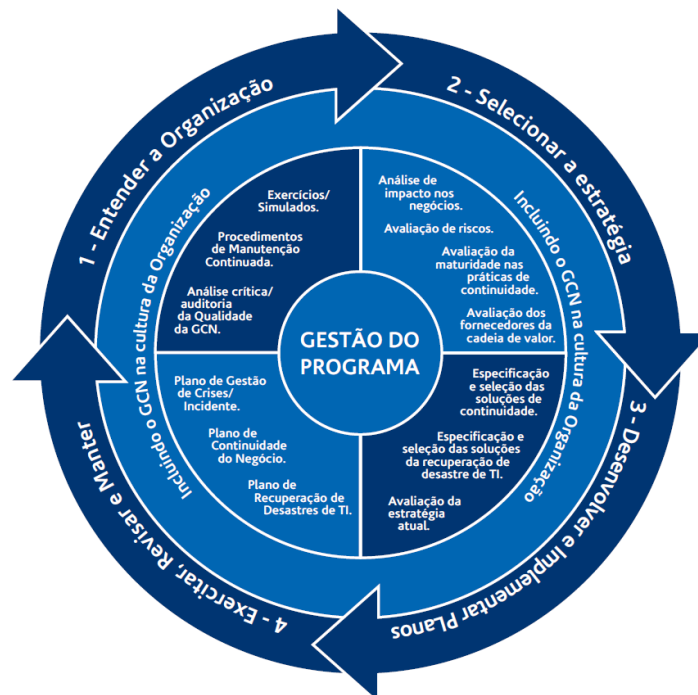 1 - Entender a Organização
2 - Selecionar a estratégia
3 - Desenvolver e Implementar PLanos
4 - Exercitar, Revisar e Manter
Incluindo o GCN na cultura da Organização
Incluindo o GCN na cultura da Organização
Exercícios/
Simulados.
Procedimentos
de Manutenção
Continuada.
Análise crítica/
auditoria
da Qualidade
da GCN.
Análise de
impacto nos
negócios.
Avaliação de riscos.
Avaliação da
maturidade nas
práticas de
continuidade.
Avaliação dos
fornecedores da
cadeia de valor.
GESTÃO DO
PROGRAMA
Plano de Gestão
de Crises/
Incidente.
Plano de
Continuidade
do Negócio.
Plano de
Recuperação de
Desastres de TI.
Especificação
e seleção das
soluções de
continuidade.
Especificação e
seleção das soluções
da recuperação de
desastre de TI.
Avaliação da
estratégia
atual.